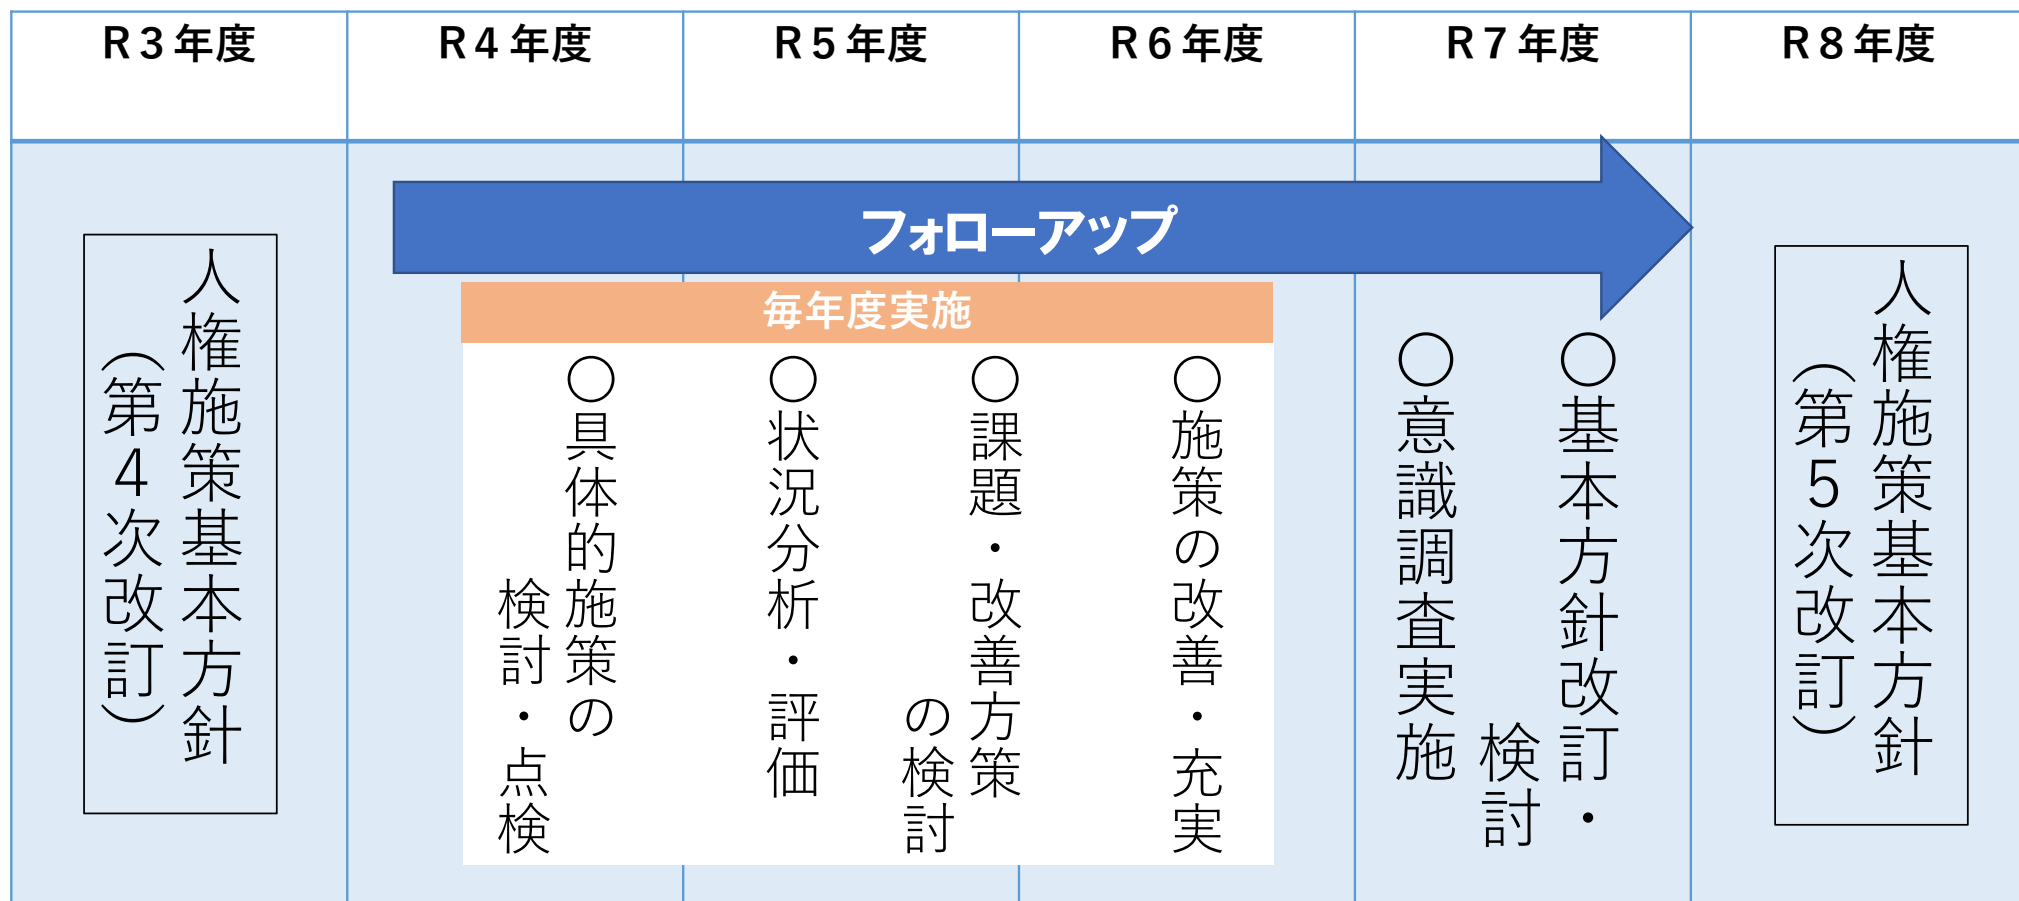 R３年度
R４年度
R５年度
R６年度
R７年度
R８年度
フォローアップ
毎年度実施
人権施策基本方針
（第４次改訂）
○具体的施策の
検討・点検
○状況分析・評価
○課題・改善方策
の検討
○施策の改善・充実
○意識調査実施
○基本方針改訂・
検討
人権施策基本方針
（第５次改訂）